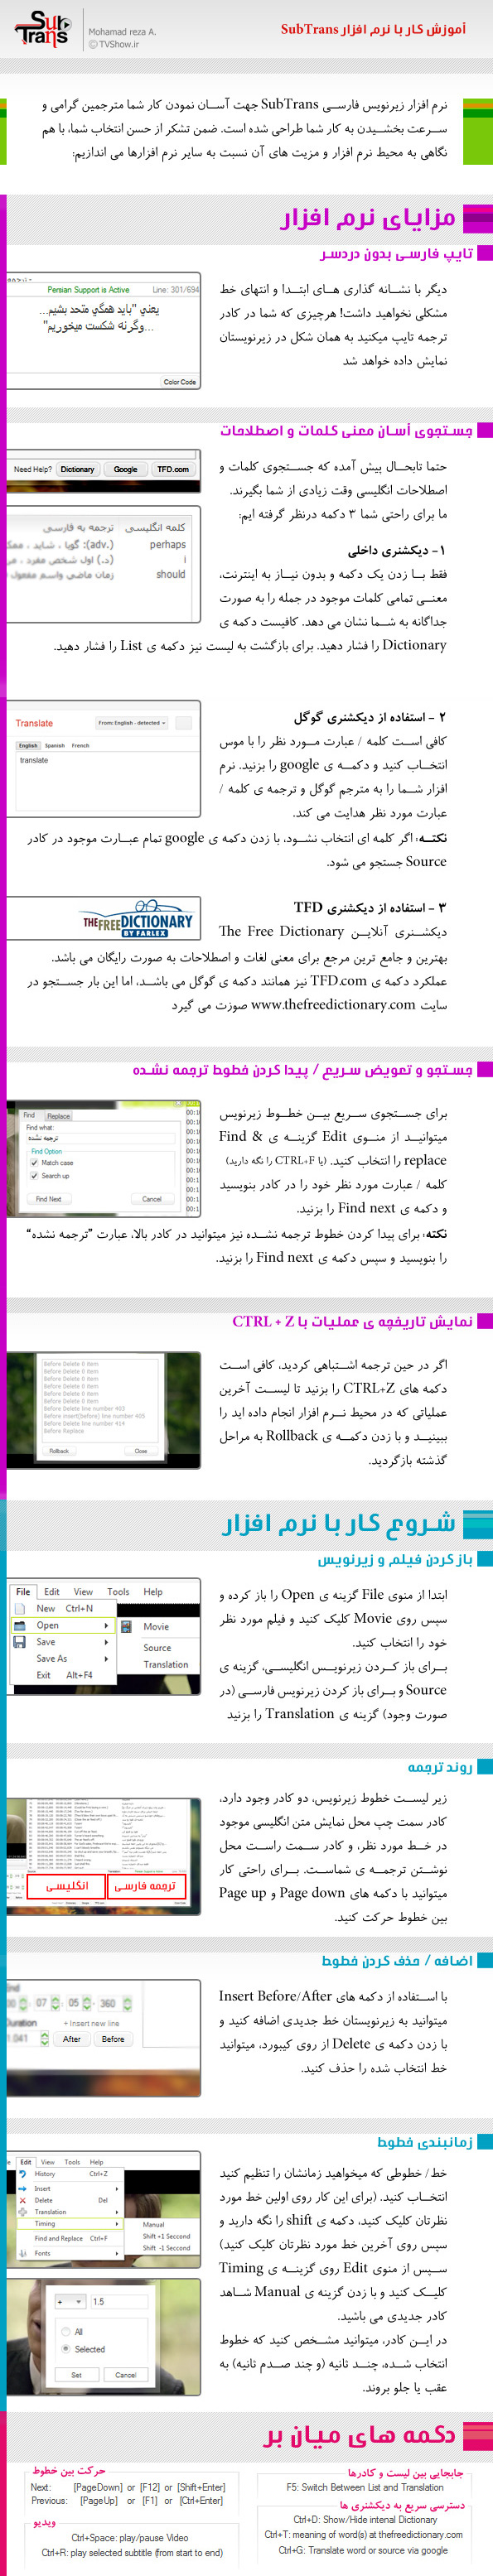 Sub
Trans
Mohamad reza A.
© TVShow.ir
آموزش کار با نرم افزار SubTrans
نرم افزار زیرنویس فارسی SubTrans جهت آسان نمودن کار شما مترجمین گرامی و
سرعت بخشیدن به کار شما طراحی شده است. ضمن تشکر از حسن انتخاب شما، با هم
نگاهی به محیط نرم افزار و مزیت های آن نسبت به سایر نرم افزارها می اندازیم:
مزایای نرم افزار
تایپ فارسی بدون دردسر
دیگر با نشانه گذاری های ابتدا و انتهای خط
مشکلی نخواهید داشت! هرچیزی که شما در کادر
ترجمه تایپ میکنید به همان شکل در زیرنویستان
نمایش داده خواهد شد
Persian Support is Active Line: 301/694
یعني "باید همگي متحد بشیم...
...وگرنه شکست میخوریم"
Color Code
جستجوی آسان معنی کلمات و اصطلاحات
حتما تابحال پیش آمده که جستجوی کلمات و
اصطلاحات انگلیسی وقت زیادی از شما بگیرند.
ما برای راحتی شما ۳ دکمه درنظر گرفته ایم:
Need Help? Dictionary Google TFD.com
کلمه انگلیسی ترجمه به فارسی
perhaps (adv.): گویا ، شاید ، ممک
i (د.) اول شخص مفرد ،
should زمان ماضی واسم مفعول
۱- دیکشنری داخلی
فقط با زدن یک دکمه و بدون نیاز به اینترنت،
معنی تمامی کلمات موجود در جمله را به صورت
جداگانه به شما نشان می دهد. کافیست دکمه ی
Dictionary را فشار دهید. برای بازگشت به لیست نیز دکمه ی List را فشار دهید.
۲ - استفاده از دیکشنری گوگل
کافی است کلمه / عبارت مورد نظر را با موس
انتخاب کنید و دکمه ی google را بزنید. نرم
افزار شما را به مترجم گوگل و ترجمه ی کلمه /
عبارت مورد نظر هدایت می کند.
Translate From: English - detected
English Spanish French
translate
نکته: اگر کلمه ای انتخاب نشود، با زدن دکمه ی google تمام عبارت موجود در کادر
Source جستجو می شود.
۳ - استفاده از دیکشنری TFD
دیکشنری آنلاین The Free Dictionary
THEFREEDICTIONARY
BY FARLEX
بهترین و جامع ترین مرجع برای معنی لغات و اصطلاحات به صورت رایگان می باشد.
عملکرد دکمه ی TFD.com نیز همانند دکمه ی گوگل می باشد، اما این بار جستجو در
سایت www.thefreedictionary.com صورت می گیرد
جستجو و تعویض سریع / پیدا کردن خطوط ترجمه نشده
برای جستجوی سریع بین خطوط زیرنویس
میتوانید از منوی Edit گزینه ی Find &
replace را انتخاب کنید. (یا CTRL+F را نگه دارید)
کلمه / عبارت مورد نظر خود را در کادر بنویسید
و دکمه ی Find next را بزنید.
Find Replace
Find what:
ترجمه نشده
Find Option
Match case
Search up
Find Next Cancel
نکته: برای پیدا کردن خطوط ترجمه نشده نیز میتوانید در کادر بالا، عبارت "ترجمه نشده"
را بنویسید و سپس دکمه ی Find next را بزنید.
نمایش تاریخچه ی عملیات با CTRL + Z
اگر در حین ترجمه اشتباهی کردید، کافی است
دکمه های CTRL+Z را بزنید تا لیست آخرین
عملیاتی که در محیط نرم افزار انجام داده اید را
ببینید و با زدن دکمه ی Rollback به مراحل
گذشته بازگردید.
Before Delete 0 item
Before Delete 0 item
Before Delete 0 item
Before Delete 0 item
Before Delete 0 item
Before Delete 0 item
Before Delete line number 403
Before insert(before) line number 405
Before Delete line number 414
Before Replace
Rollback Close
شروع کار با نرم افزار
باز کردن فیلم و زیرنویس
ابتدا از منوی File گزینه ی Open را باز کرده و
سپس روی Movie کلیک کنید و فیلم مورد نظر
خود را انتخاب کنید.
برای باز کردن زیرنویس انگلیسی، گزینه ی
Source و برای باز کردن زیرنویس فارسی (در
صورت وجود) گزینه ی Translation را بزنید
File Edit View Tools Help
New Ctrl+N
Open Movie
Save Source
Save As Translation
Exit Alt+F4
روند ترجمه
زیر لیست خطوط زیرنویس، دو کادر وجود دارد،
کادر سمت چپ محل نمایش متن انگلیسی موجود
در خط مورد نظر، و کادر سمت راست محل
نوشتن ترجمه ی شماست. برای راحتی کار
میتوانید با دکمه های Page down و Page up
بین خطوط حرکت کنید.
انگلیسی ترجمه فارسی
اضافه / حذف کردن خطوط
با استفاده از دکمه های Insert Before/After
میتوانید به زیرنویستان خط جدیدی اضافه کنید و
با زدن دکمه ی Delete از روی کیبورد، میتوانید
خط انتخاب شده را حذف کنید.
07 . 05 . 360
Duration + Insert new line
1.041 After Before
زمانبندی خطوط
خط/ خطوطی که میخواهید زمانشان را تنظیم کنید
انتخاب کنید. (برای این کار روی اولین خط مورد
نظرتان کلیک کنید، دکمه ی shift را نگه دارید و
سپس روی آخرین خط مورد نظرتان کلیک کنید)
سپس از منوی Edit روی گزینه ی Timing
کلیک کنید و با زدن گزینه ی Manual شاهد
کادر جدیدی می باشید.
در این کادر، میتوانید مشخص کنید که خطوط
انتخاب شده، چند ثانیه (و چند صدم ثانیه) به
عقب یا جلو بروند.
Edit View Tools Help
History Ctrl+Z
Insert
Delete Del
Translation
Timing Manual
Find and Replace Ctrl+F Shift +1 Seccond
Fonts Shift -1 Seccond
+ 1.5
All
Selected
Set Cancel
دکمه های میان بر
جابجایی بین لیست و کادرها
F5: Switch Between List and Translation
دسترسی سریع به دیکشنری ها
Ctrl+D: Show/Hide intenal Dictionary
Ctrl+T: meaning of word(s) at thefreedictionary.com
Ctrl+G: Translate word or source via google
حرکت بین خطوط
Next: [PageDown] or [F12] or [Shift+Enter]
Previous: [PageUp] or [F1] or [Ctrl+Enter]
ویدیو
Ctrl+Space: play/pause Video
Ctrl+R: play selected subtitle (from start to end)